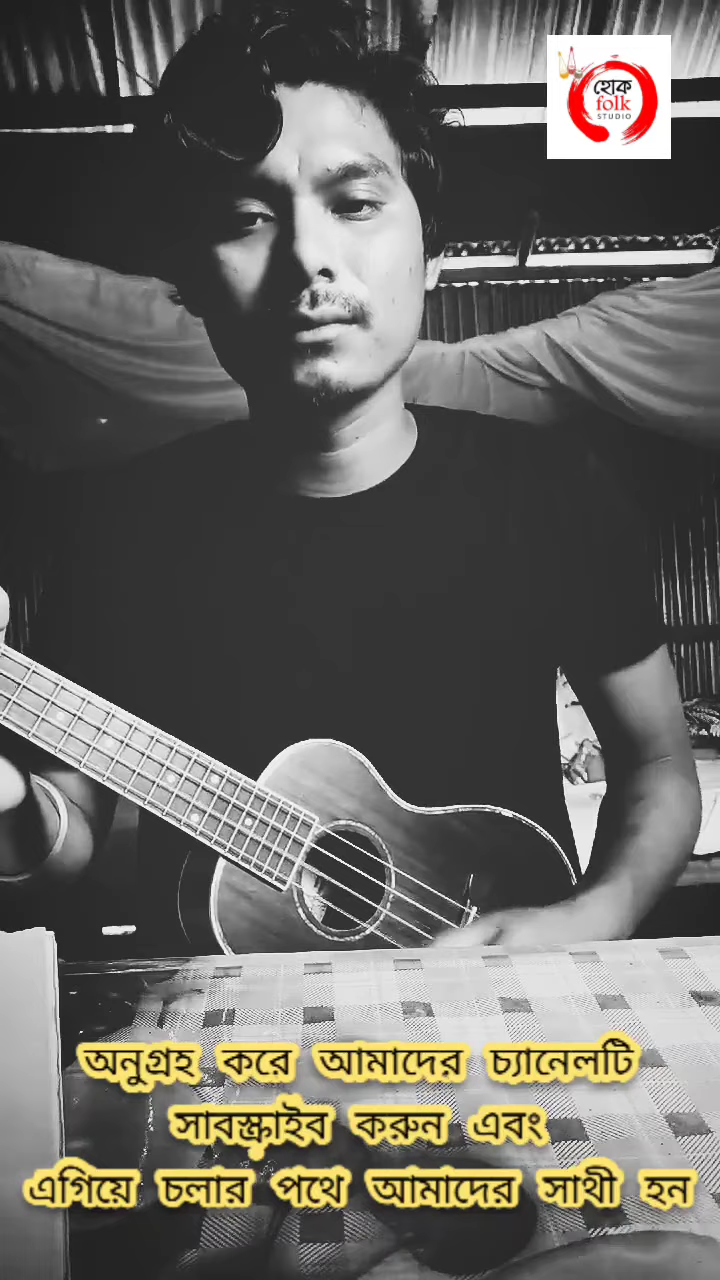 হোক
folk
STUDIO
অনুগ্রহ করে আমাদের চ্যানেলটি
সাবস্ক্রাইব করুন এবং
এগিয়ে চলার পথে আমাদের সাথী হন